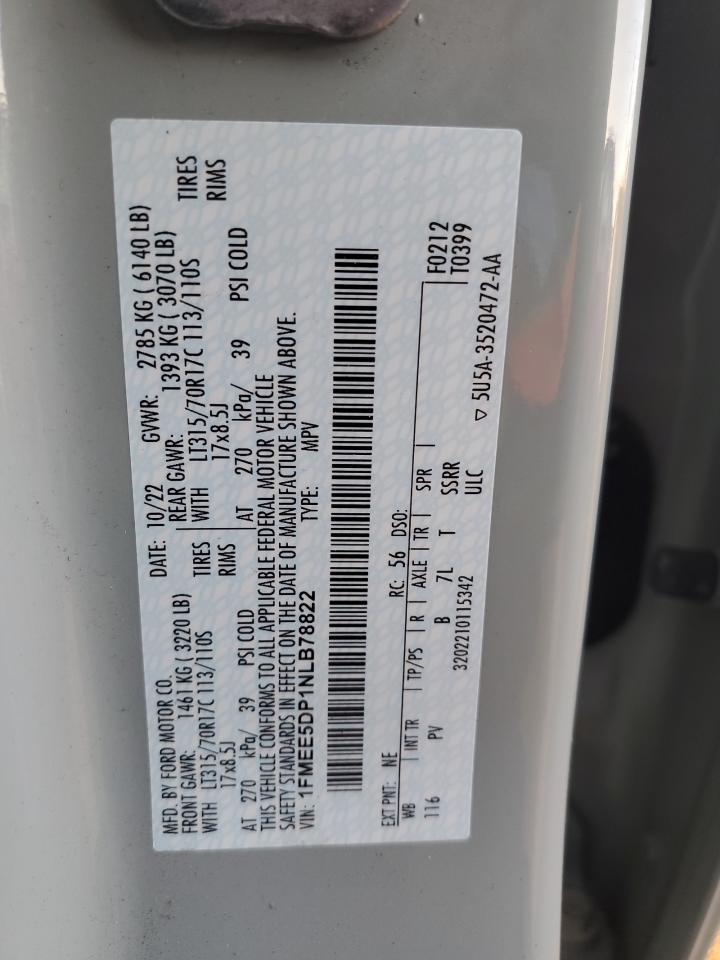 MFD. BY FORD MOTOR CO.
DATE: 10/22 GVWR: 2785 KG ( 6140 LB)
FRONT GAWR: 1461 KG ( 3220 LB) REAR GAWR: 1393 KG ( 3070 LB)
WITH LT315/70R17C 113/110S TIRES WITH LT315/70R17C 113/110S TIRES
17x8.5J RIMS 17x8.5J RIMS
AT 270 kPa/ 39 PSI COLD AT 270 kPa/ 39 PSI COLD
THIS VEHICLE CONFORMS TO ALL APPLICABLE FEDERAL MOTOR VEHICLE
SAFETY STANDARDS IN EFFECT ON THE DATE OF MANUFACTURE SHOWN ABOVE.
VIN: 1FMEE5DP1NLB78822 TYPE: MPV
EXT PNT: NE RC: 56 DSO:
WB INT TR TP/PS R AXLE TR SPR F0212
116 PV B 7L T SSRR T0399
3202210115342 ULC
▽ 5U5A-3520472-AA